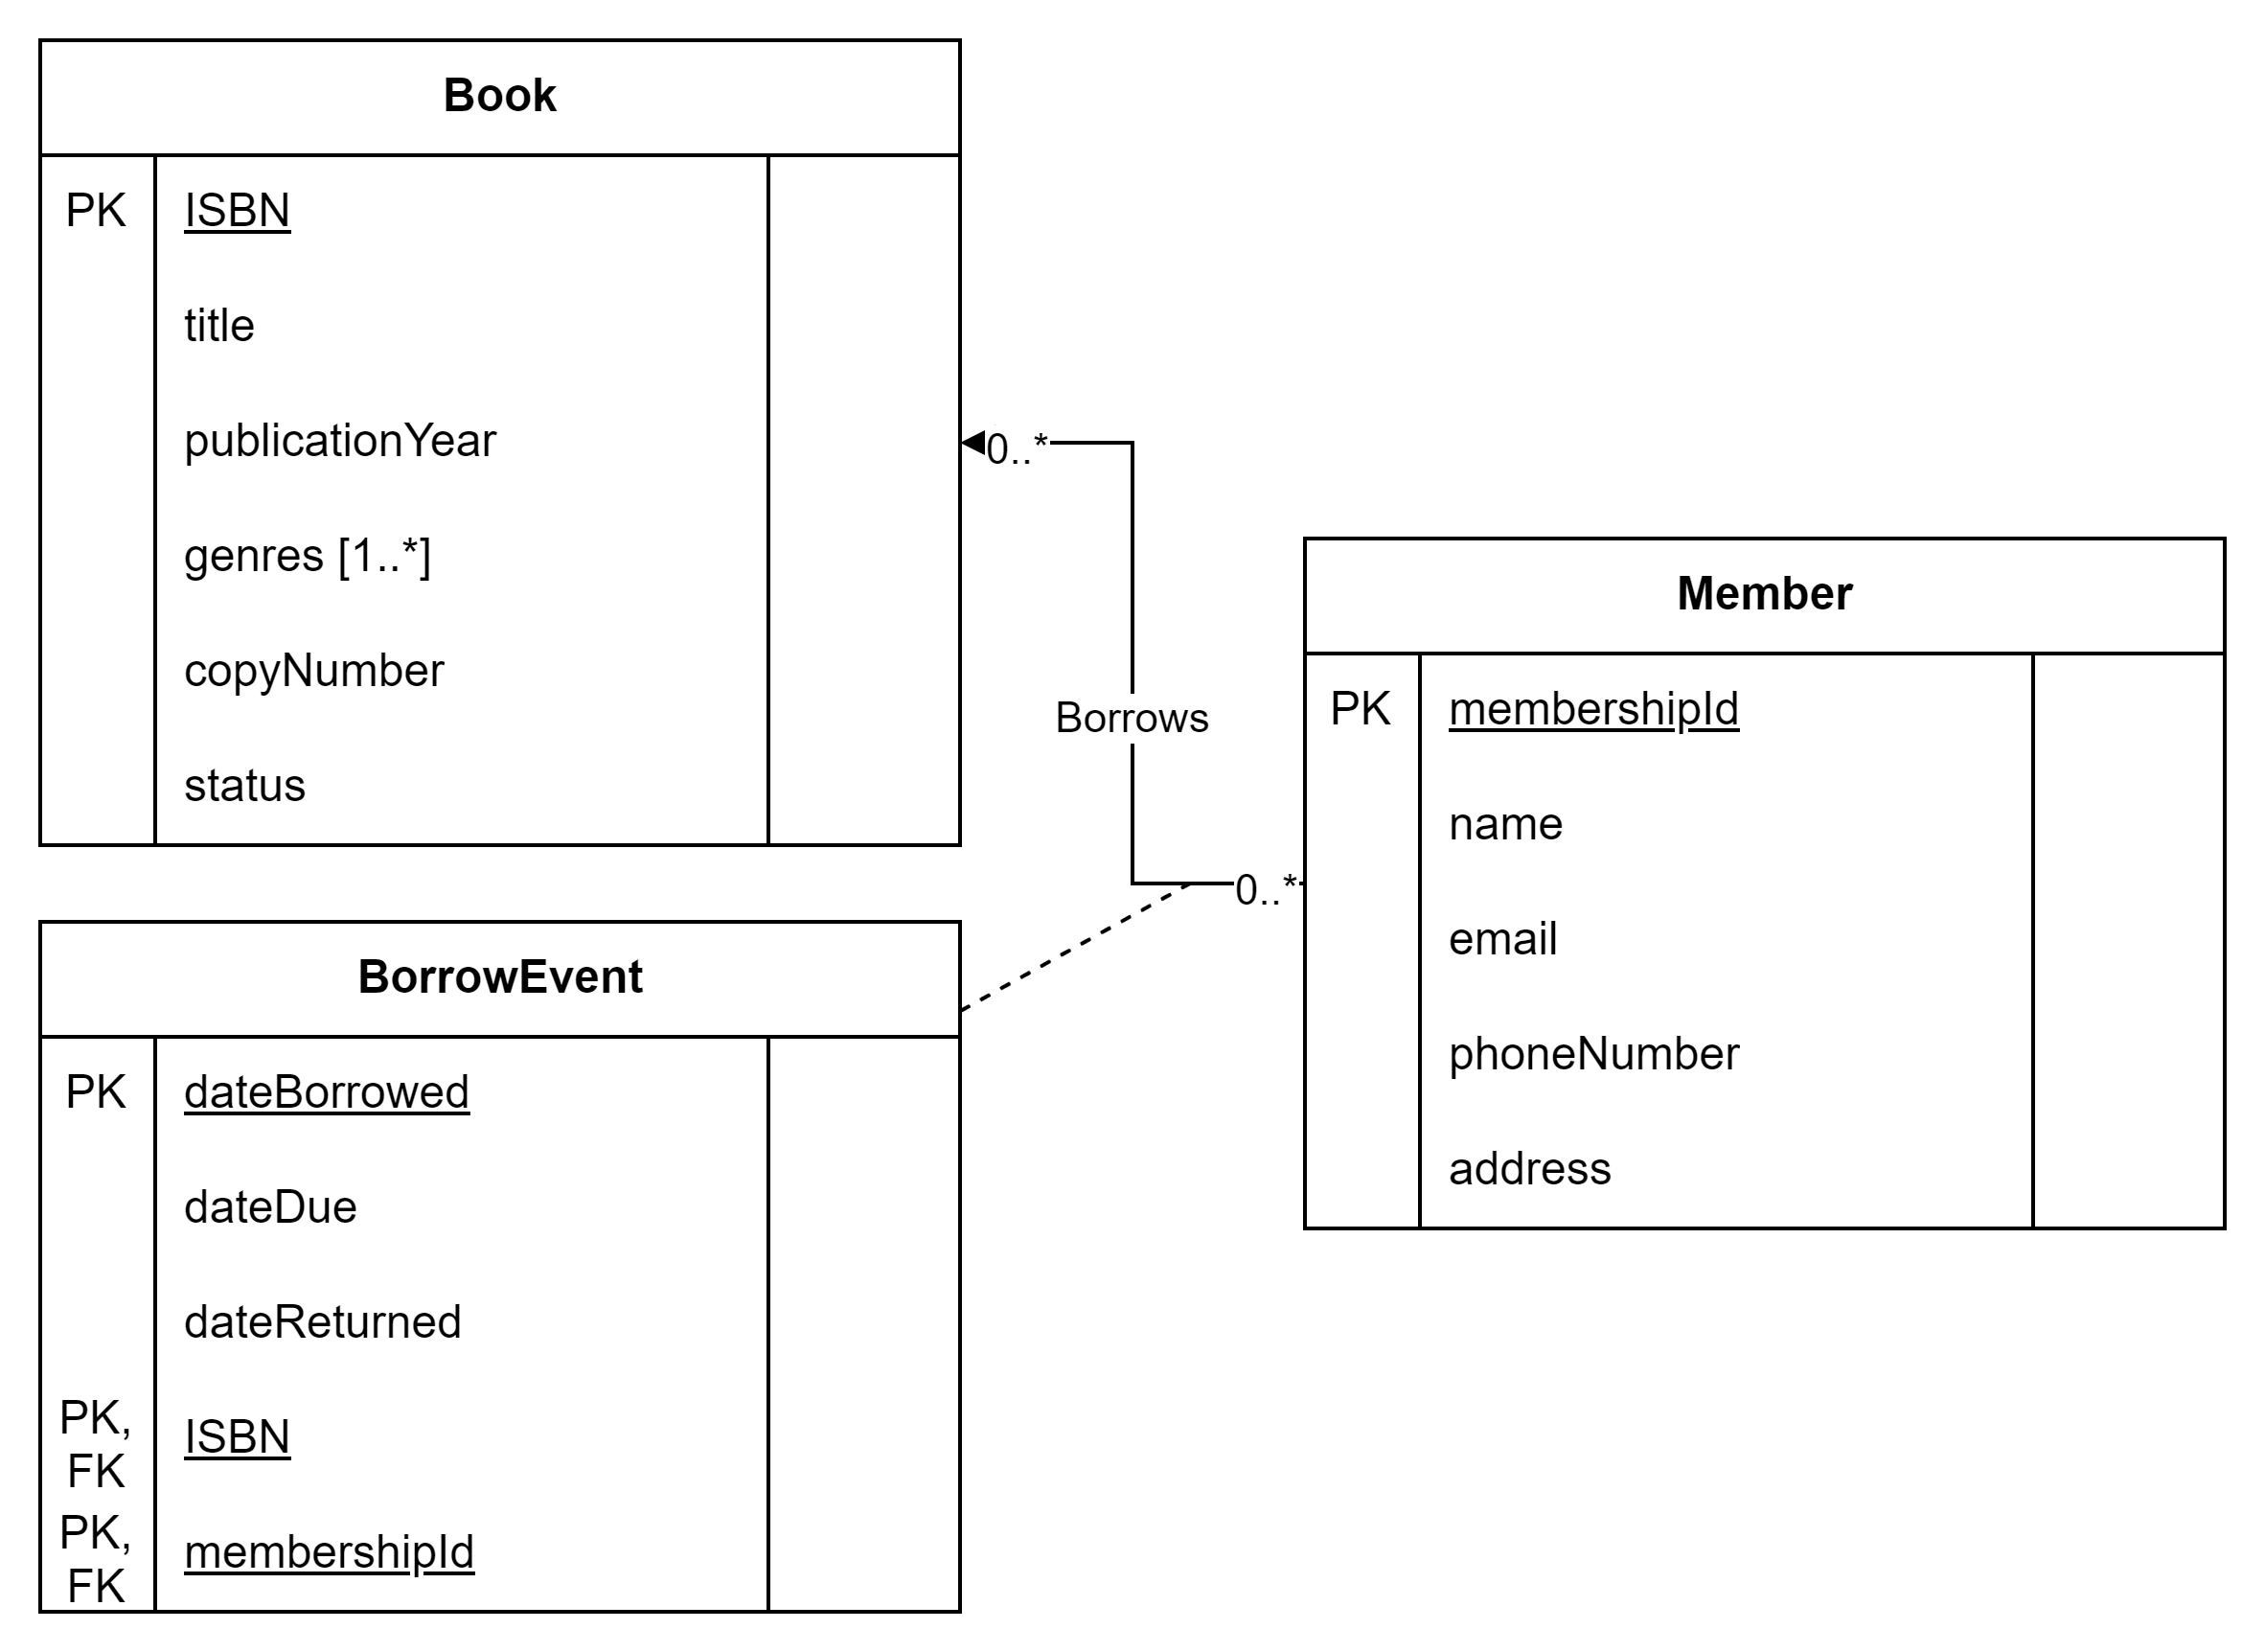 Book
PK ISBN
title
publicationYear
genres [1..*]
copyNumber
status
0..*
Borrows
0..*
Member
PK membershipId
name
email
phoneNumber
address
BorrowEvent
PK dateBorrowed
dateDue
dateReturned
PK,
FK
ISBN
PK,
FK
membershipId